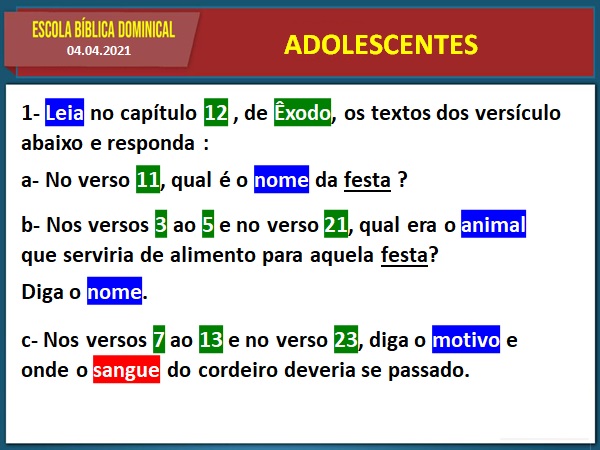 ESCOLA BÍBLICA DOMINICAL
04.04.2021
ADOLESCENTES
1- Leia no capítulo 12 , de Êxodo, os textos dos versículo
abaixo e responda :
a- No verso 11, qual é o nome da festa ?
b- Nos versos 3 ao 5 e no verso 21, qual era o animal
que serviria de alimento para aquela festa?
Diga o nome.
c- Nos versos 7 ao 13 e no verso 23, diga o motivo e
onde o sangue do cordeiro deveria se passado.